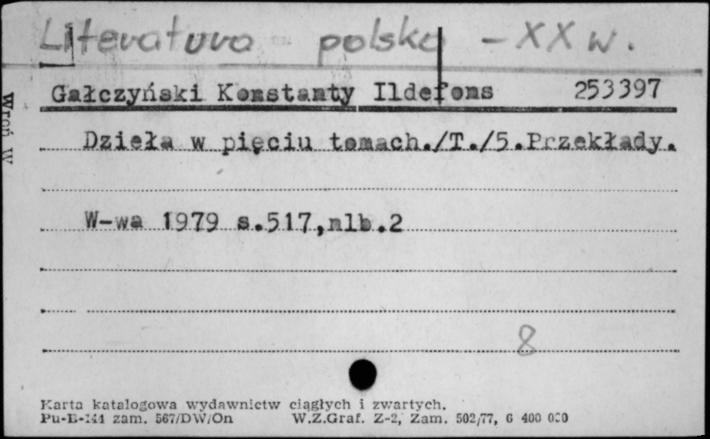 Literatura polska - XX w.
Gałczyński Konstanty Ildefons 253397
Dzieła w pięciu tomach./T./5.Przekłady.
W-wa 1979 s.517,nlb.2
8
Karta katalogowa wydawnictw ciągłych i zwartych.
Pu-B-141 zam. 567/DW/On W.Z.Graf. Z-2, Zam. 502/77, 6 400 000